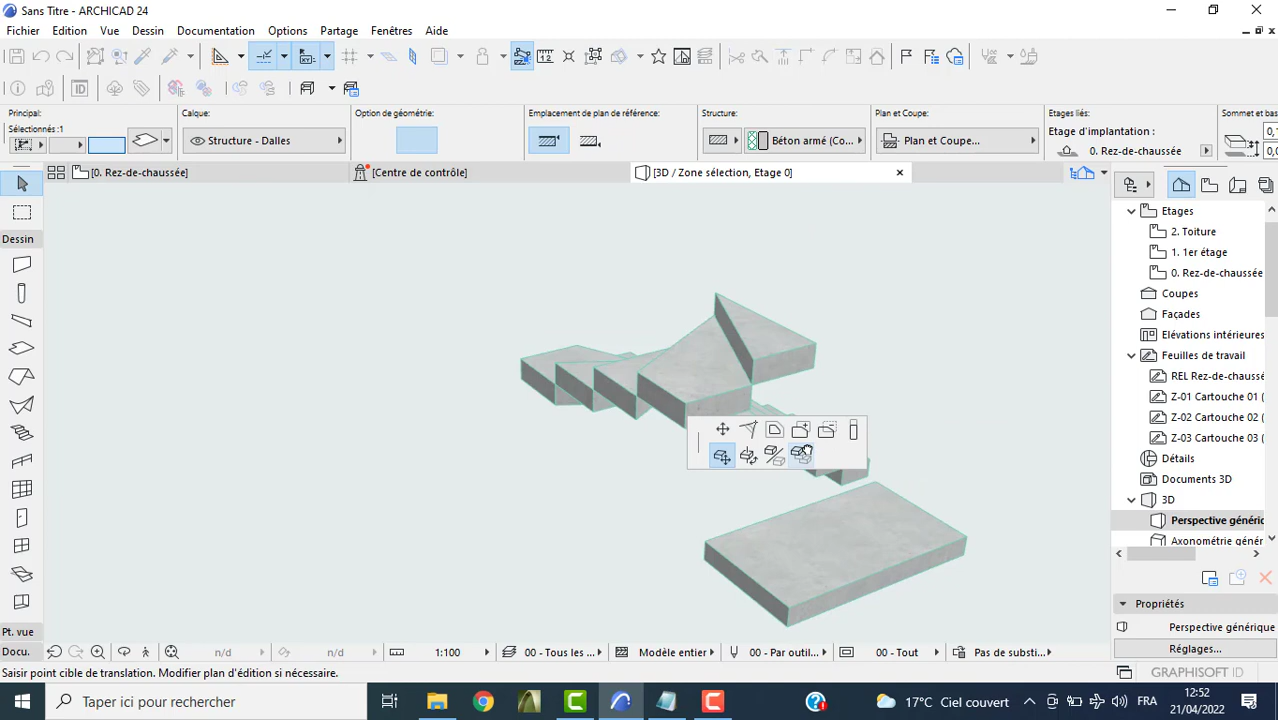 Sans Titre - ARCHICAD 24
Fichier Edition Vue Dessin Options Documentation Partage Fenêtres Aide
Principal: Calque: Option de géométrie: Emplacement de plan de référence: Structure: Plan et Coupe: Etages liés: Sommet et bas
Sélectionnés :1 Structure - Dalles Béton armé (Co... Plan et Coupe... Etage d'implantation : 0,
0. Rez-de-chaussée 0,
[0. Rez-de-chaussée] [Centre de contrôle] [3D / Zone sélection, Etage 0]
Dessin
Pt. vue
Docu.
Etages
2. Toiture
1. 1er étage
0. Rez-de-chaussée
Coupes
Façades
Elévations intérieures
Feuilles de travail
REL Rez-de-chaussé
Z-01 Cartouche 01 (
Z-02 Cartouche 02 (
Z-03 Cartouche 03 (
Détails
Documents 3D
3D
Perspective génériq
Axonométrie génér
Propriétés
Perspective générique
Réglages...
n/d n/d 1:100 00 - Tous les ... Modèle entier 00 - Par outil... 00 - Tout Pas de substi...
Saisir point cible de translation. Modifier plan d'édition si nécessaire.
GRAPHISOFT ID
Taper ici pour rechercher
17°C Ciel couvert FRA 12:52
21/04/2022